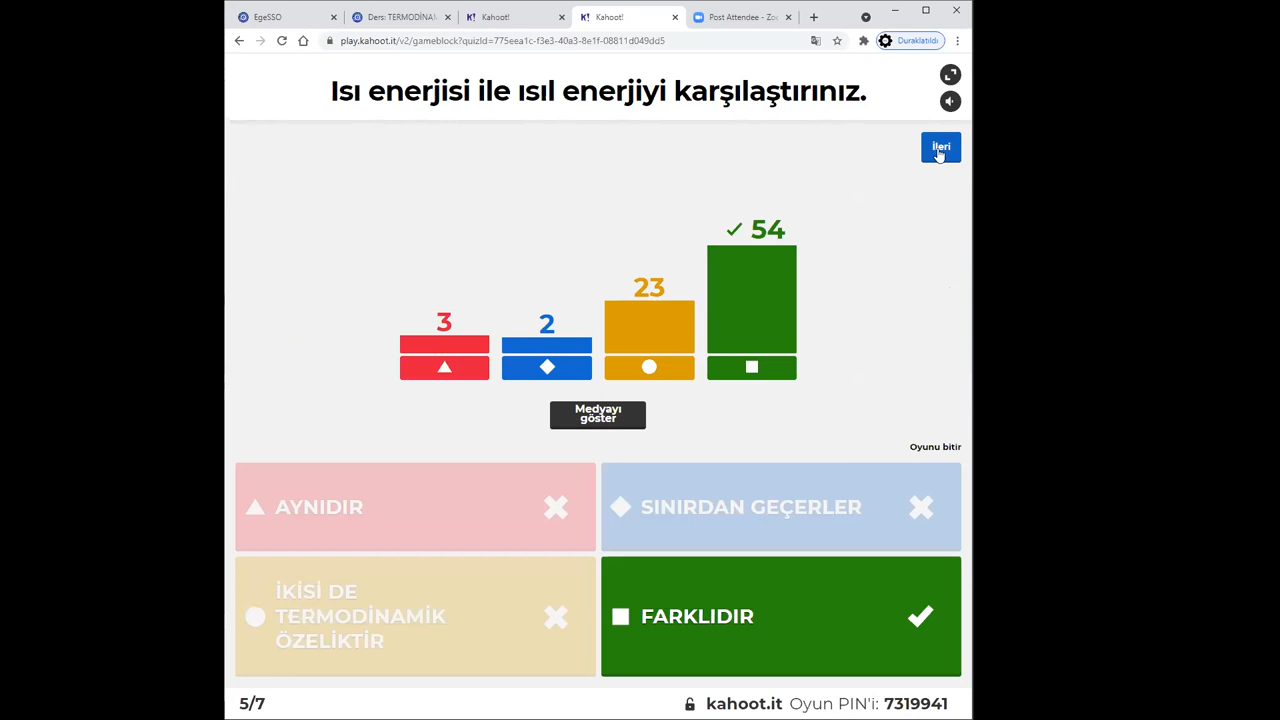 EgeSSO
Ders: TERMODİNAM
Kahoot!
Kahoot!
Post Attendee - Zo
play.kahoot.it/v2/gameblock?quizId=775eea1c-f3e3-40a3-8e1f-08811d049dd5
Duraklatıldı
Isı enerjisi ile ısıl enerjiyi karşılaştırınız.
İleri
3
2
23
54
Medyayı
göster
Oyunu bitir
AYNIDIR
SINIRDAN GEÇERLER
İKİSİ DE
TERMODİNAMİK
ÖZELİKTİR
FARKLIDIR
5/7
kahoot.it Oyun PIN'i: 7319941